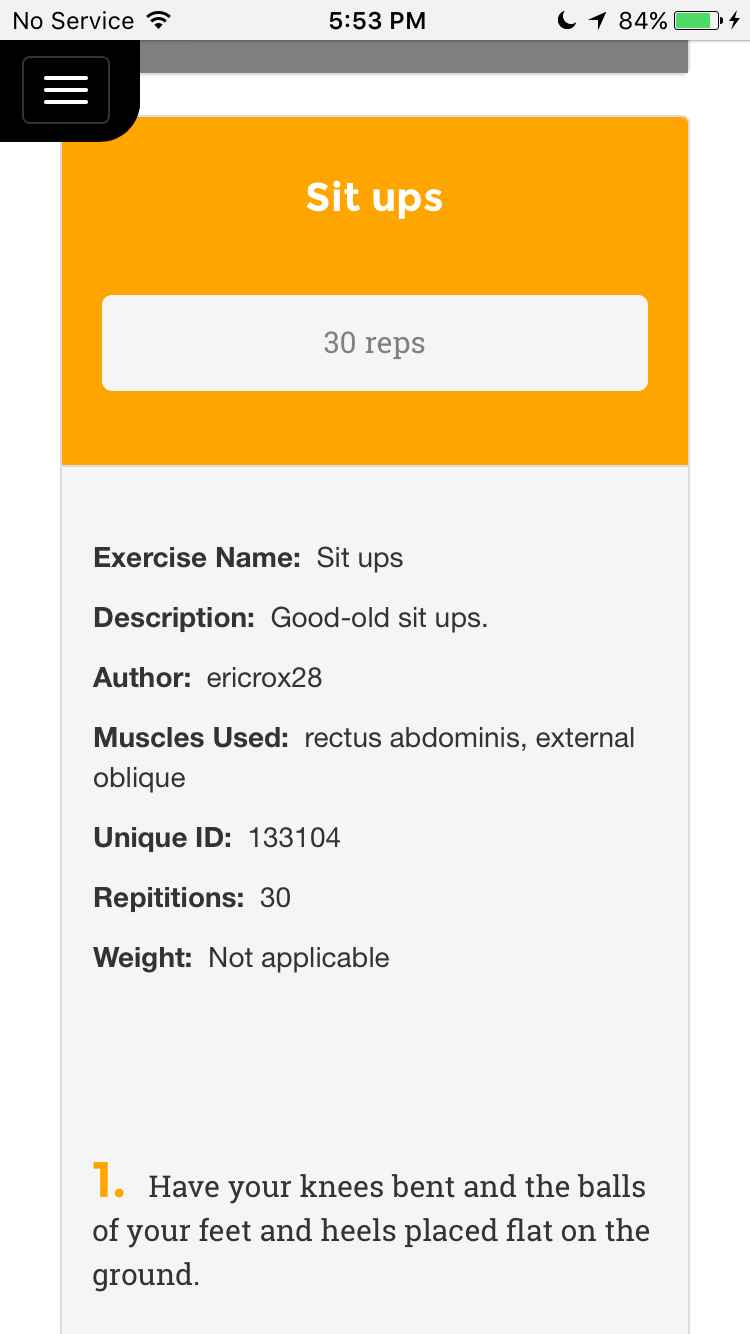 No Service 5:53 PM 84%
Sit ups
30 reps
Exercise Name: Sit ups
Description: Good-old sit ups.
Author: ericrox28
Muscles Used: rectus abdominis, external
oblique
Unique ID: 133104
Repititions: 30
Weight: Not applicable
1. Have your knees bent and the balls
of your feet and heels placed flat on the
ground.